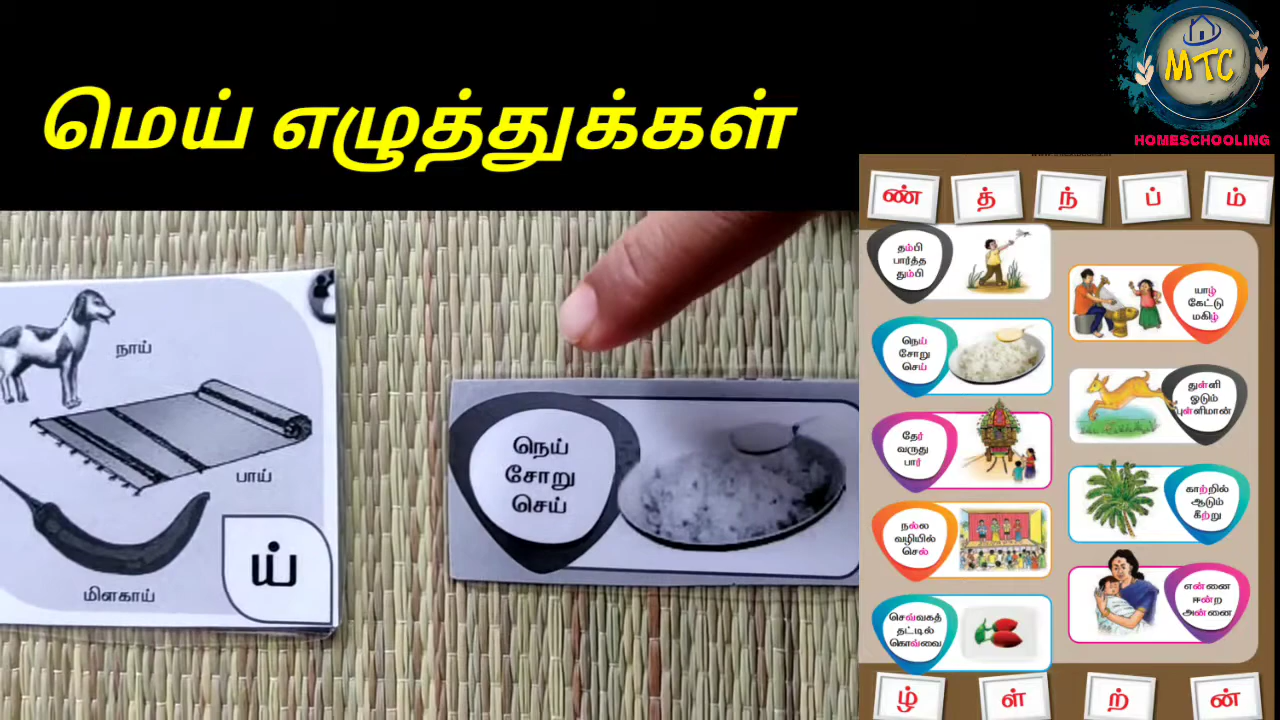 மெய் எழுத்துக்கள்
MTC
HOMESCHOOLING
நாய்
பாய்
மிளகாய்
ய்
நெய்
சோறு
செய்
ண் த் ந் ப் ம்
தம்பி
பார்த்த
தும்பி
நெய்
சோறு
செய்
தேர்
வருது
பார்
நல்ல
வழியில்
செல்
செவ்வகத்
தட்டில்
கொவ்வை
யாழ்
கேட்டு
மகிழ்
துள்ளி
ஓடும்
புள்ளிமான்
காற்றில்
ஆடும்
கீற்று
என்னை
ஈன்ற
அன்னை
ழ் ள் ற் ன்